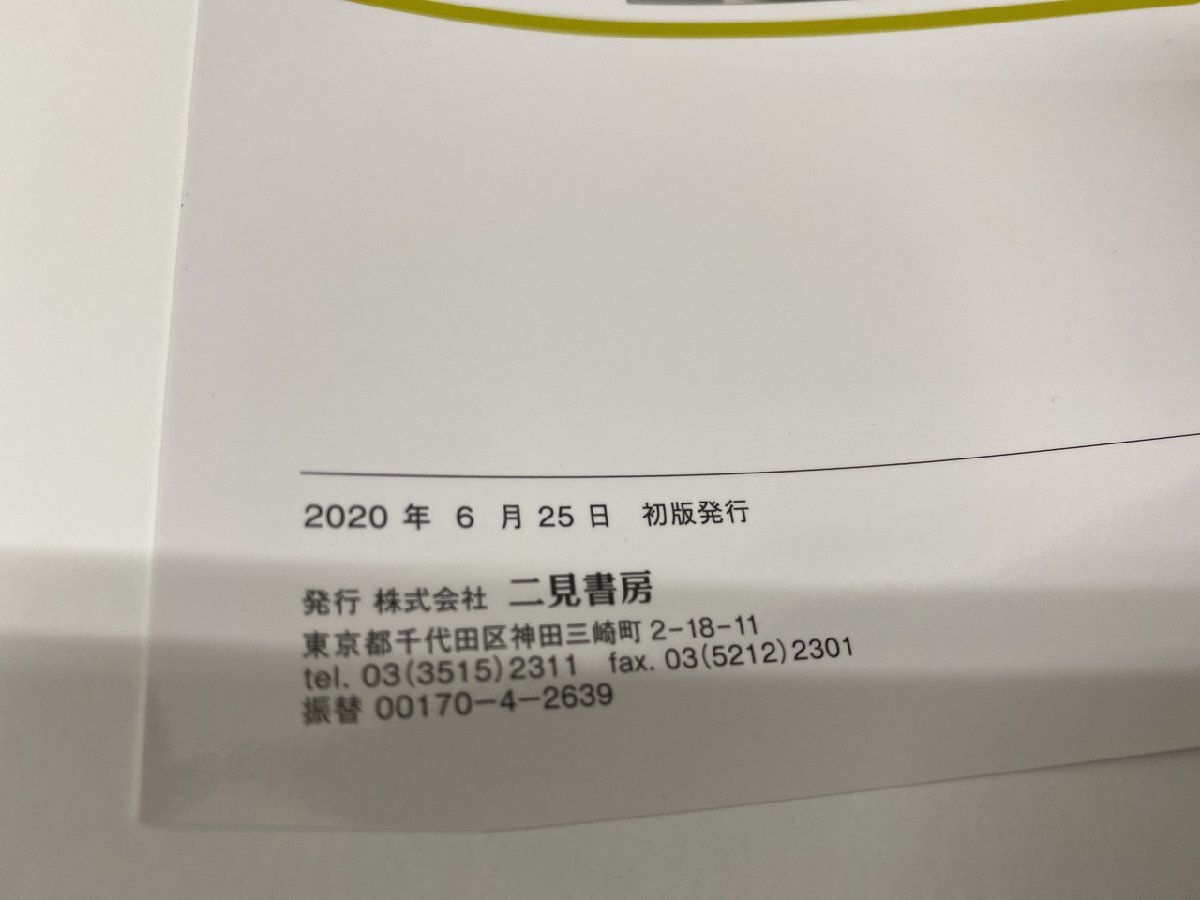 2020 年 6 月 25 日 初版発行
発行 株式会社 二見書房
東京都千代田区神田三崎町 2-18-11
tel. 03(3515)2311 fax. 03(5212)2301
振替 00170-4-2639